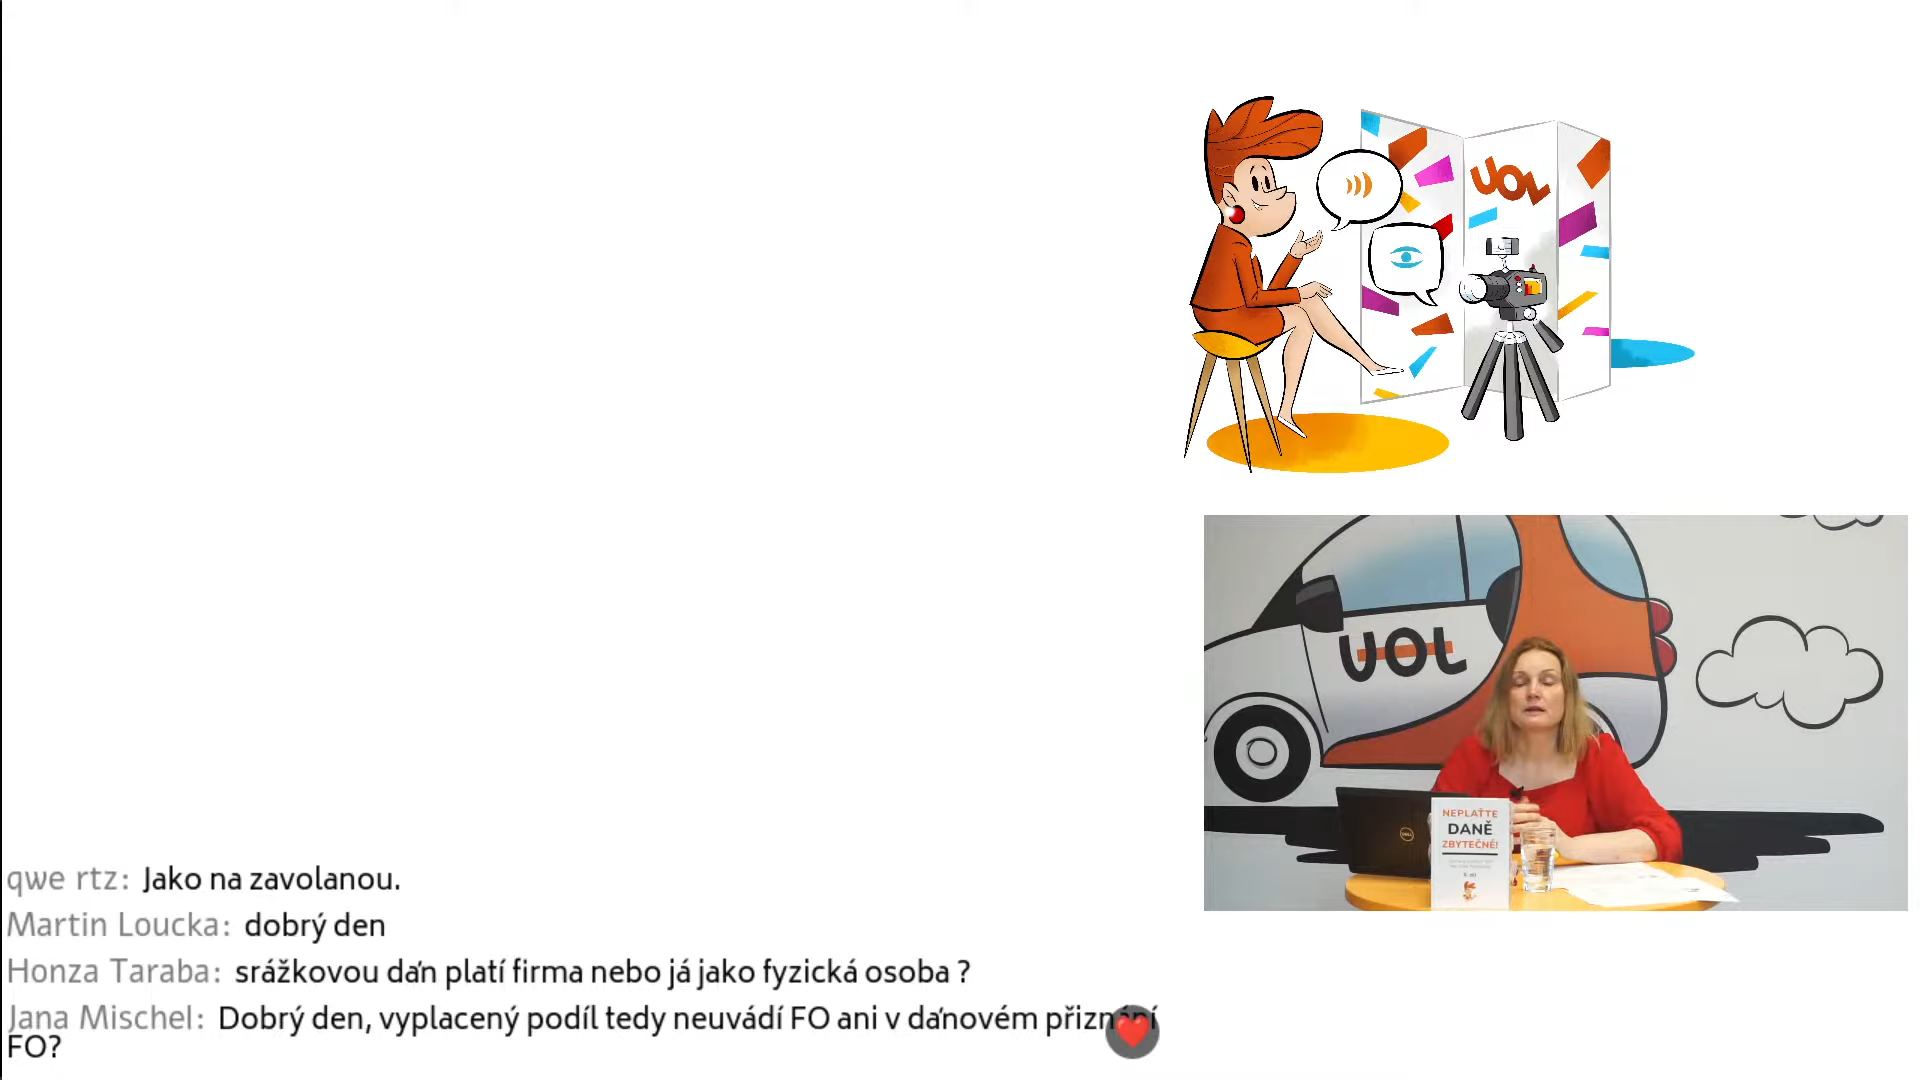 UOL
UOL
NEPLAŤTE
DANĚ
ZBYTEČNĚ!
DELL
qwe rtz: Jako na zavolanou.
Martin Loucka: dobrý den
Honza Taraba: srážkovou daň platí firma nebo já jako fyzická osoba ?
Jana Mischel: Dobrý den, vyplacený podíl tedy neuvádí FO ani v daňovém přiznání
FO?